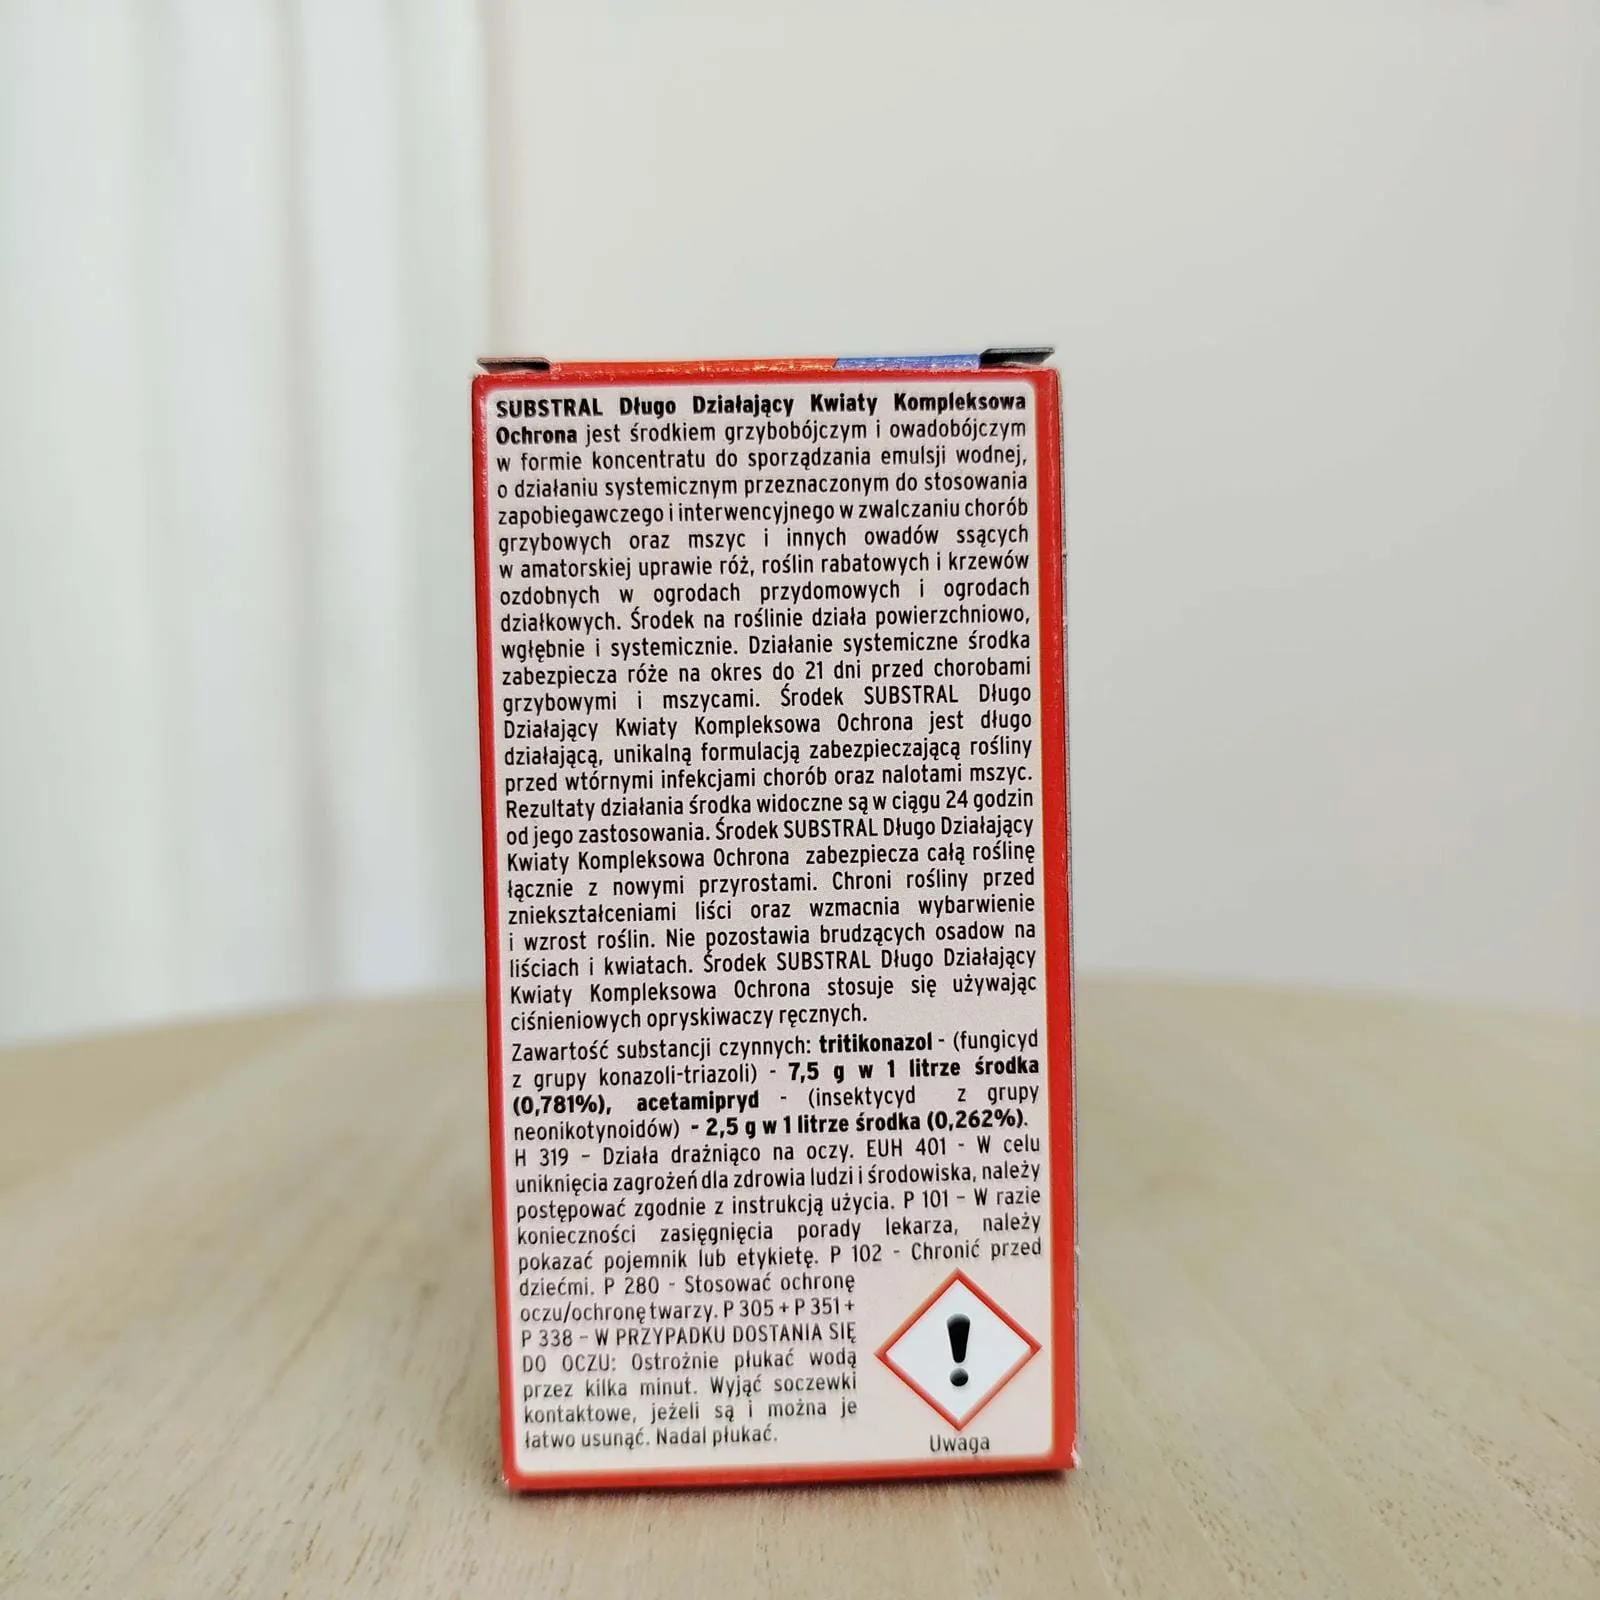 SUBSTRAL Długo Działający Kwiaty Kompleksowa
Ochrona jest środkiem grzybobójczym i owadobójczym
w formie koncentratu do sporządzania emulsji wodnej,
o działaniu systemicznym przeznaczonym do stosowania
zapobiegawczego i interwencyjnego w zwalczaniu chorób
grzybowych oraz mszyc i innych owadów ssących
w amatorskiej uprawie róż, roślin rabatowych i krzewów
ozdobnych w ogrodach przydomowych i ogrodach
działkowych. Środek na roślinie działa powierzchniowo,
wgłębnie i systemicznie. Działanie systemiczne środka
zabezpiecza róże na okres do 21 dni przed chorobami
grzybowymi i mszycami. Środek SUBSTRAL Długo
Działający Kwiaty Kompleksowa Ochrona jest długo
działającą, unikalną formulacją zabezpieczającą rośliny
przed wtórnymi infekcjami chorób oraz nalotami mszyc.
Rezultaty działania środka widoczne są w ciągu 24 godzin
od jego zastosowania. Środek SUBSTRAL Długo Działający
Kwiaty Kompleksowa Ochrona zabezpiecza całą roślinę
łącznie z nowymi przyrostami. Chroni rośliny przed
zniekształceniami liści oraz wzmacnia wybarwienie
i wzrost roślin. Nie pozostawia brudzących osadow na
liściach i kwiatach. Środek SUBSTRAL Długo Działający
Kwiaty Kompleksowa Ochrona stosuje się używając
ciśnieniowych opryskiwaczy ręcznych.
Zawartość substancji czynnych: tritikonazol - (fungicyd
z grupy konazoli-triazoli) - 7,5 g w 1 litrze środka
(0,781%), acetamipryd - (insektycyd z grupy
neonikotynoidów) - 2,5 g w 1 litrze środka (0,262%).
H 319 – Działa drażniąco na oczy. EUH 401 - W celu
uniknięcia zagrożeń dla zdrowia ludzi i środowiska, należy
postępować zgodnie z instrukcją użycia. P 101 – W razie
konieczności zasięgnięcia porady lekarza, należy
pokazać pojemnik lub etykietę. P 102 - Chronić przed
dziećmi. P 280 - Stosować ochronę
oczu/ochronę twarzy. P 305 + P 351 +
P 338 – W PRZYPADKU DOSTANIA SIĘ
DO OCZU: Ostrożnie płukać wodą
przez kilka minut. Wyjąć soczewki
kontaktowe, jeżeli są i można je
łatwo usunąć. Nadal płukać.
Uwaga